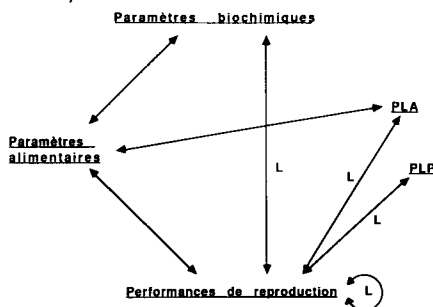 Paramètres biochimiques
PLA
Paramètres
alimentaires
L
PLP
L
L
Performances de reproduction
L